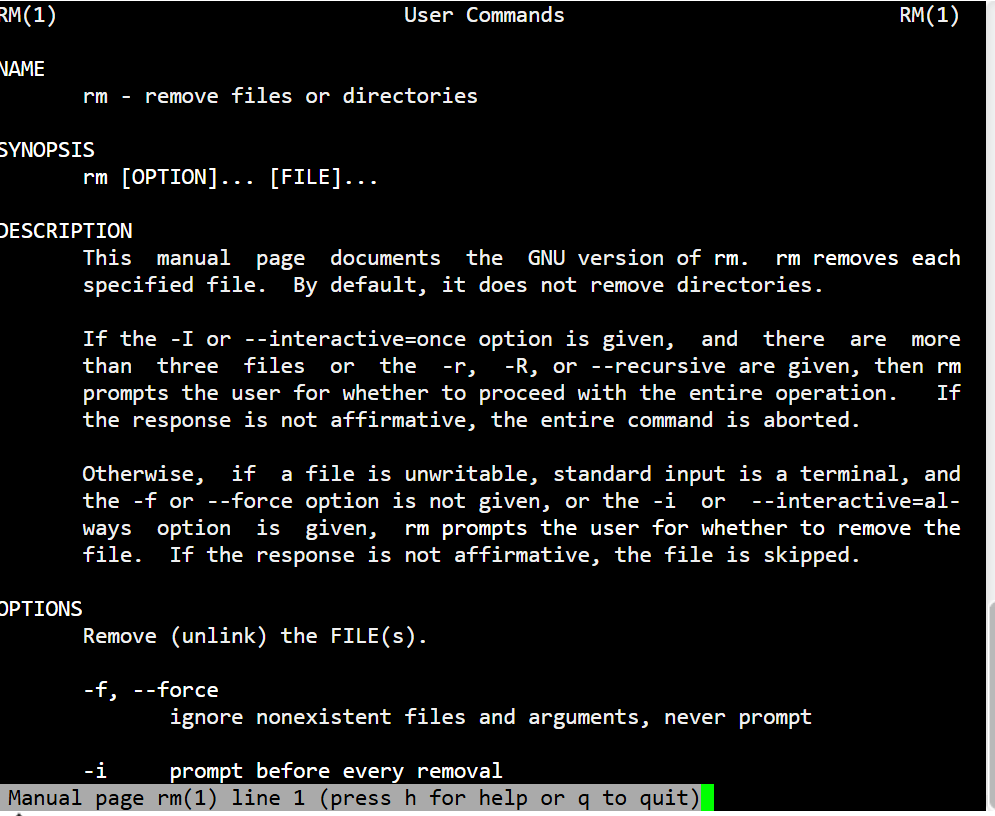 RM(1) User Commands RM(1)
NAME
rm - remove files or directories
SYNOPSIS
rm [OPTION]... [FILE]...
DESCRIPTION
This manual page documents the GNU version of rm. rm removes each
specified file. By default, it does not remove directories.
If the -I or --interactive=once option is given, and there are more
than three files or the -r, -R, or --recursive are given, then rm
prompts the user for whether to proceed with the entire operation. If
the response is not affirmative, the entire command is aborted.
Otherwise, if a file is unwritable, standard input is a terminal, and
the -f or --force option is not given, or the -i or --interactive=al-
ways option is given, rm prompts the user for whether to remove the
file. If the response is not affirmative, the file is skipped.
OPTIONS
Remove (unlink) the FILE(s).
-f, --force
ignore nonexistent files and arguments, never prompt
-i prompt before every removal
Manual page rm(1) line 1 (press h for help or q to quit)